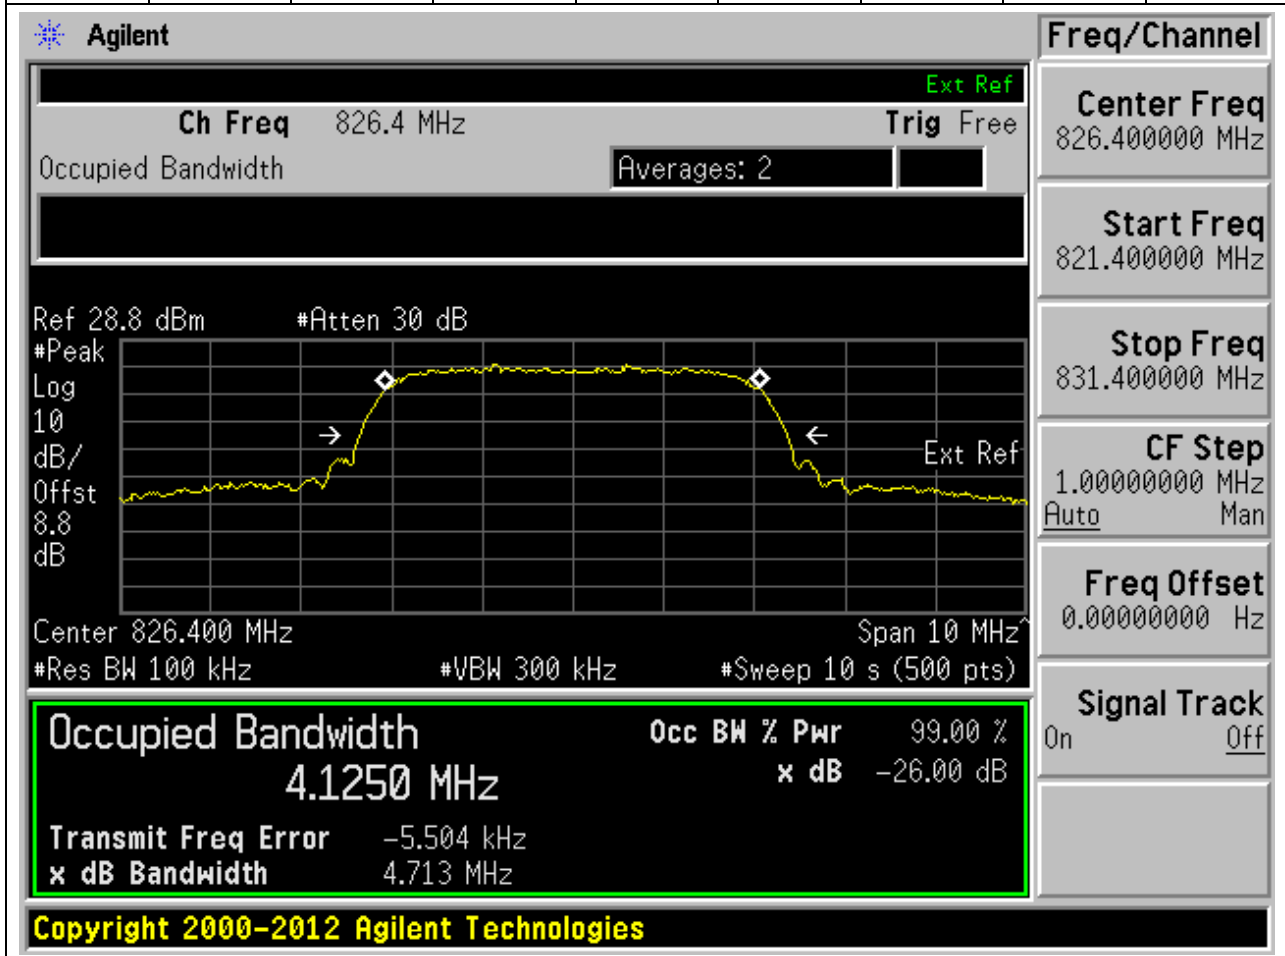 Agilent
Freq/Channel
Ext Ref
Ch Freq 826.4 MHz Trig Free
Occupied Bandwidth Averages: 2
Center Freq
826.400000 MHz
Start Freq
821.400000 MHz
Stop Freq
831.400000 MHz
CF Step
1.00000000 MHz
Auto Man
Freq Offset
0.00000000 Hz
Signal Track
On Off
Ref 28.8 dBm #Atten 30 dB
#Peak
Log
10
dB/
Offst
8.8
dB
Ext Ref
Center 826.400 MHz Span 10 MHz^
#Res BW 100 kHz #VBW 300 kHz #Sweep 10 s (500 pts)
Occupied Bandwidth
4.1250 MHz
Occ BW % Pwr 99.00 %
x dB -26.00 dB
Transmit Freq Error -5.504 kHz
x dB Bandwidth 4.713 MHz
Copyright 2000-2012 Agilent Technologies